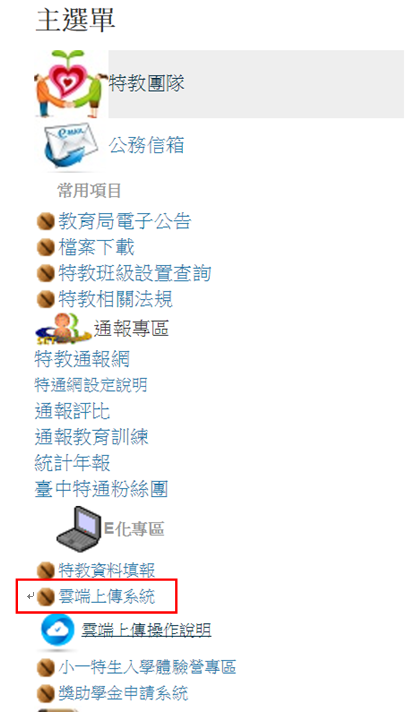 主選單
特教團隊
公務信箱
常用項目
教育局電子公告
檔案下載
特教班級設置查詢
特教相關法規
通報專區
特教通報網
特通網設定說明
通報評比
通報教育訓練
統計年報
臺中特通粉絲團
E化專區
特教資料填報
雲端上傳系統
雲端上傳操作說明
小一特生入學體驗營專區
獎助學金申請系統